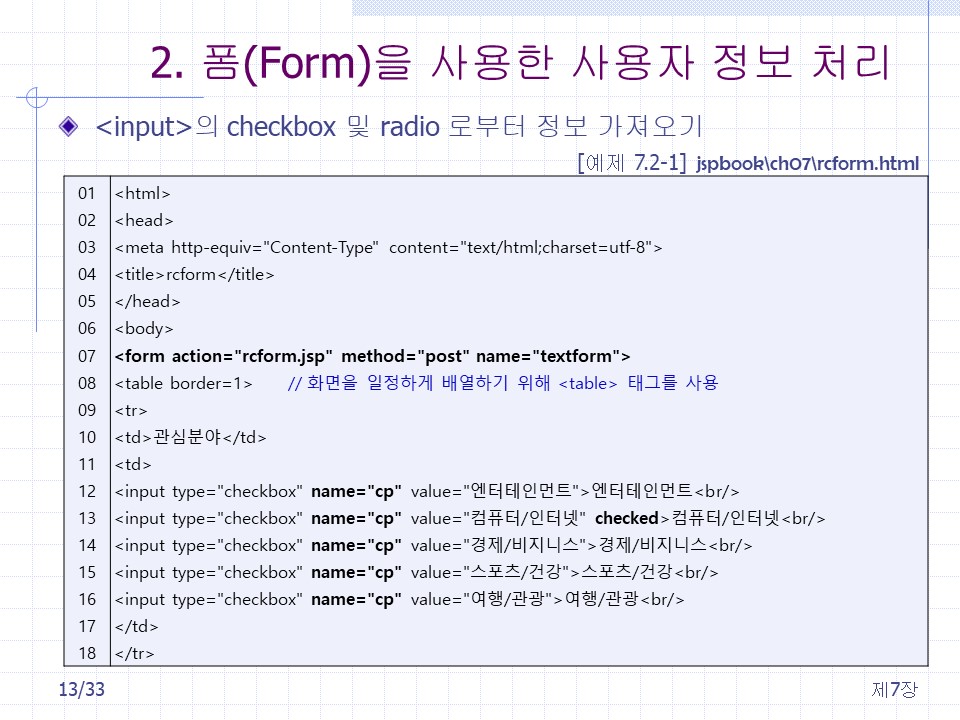 2. 폼(Form)을 사용한 사용자 정보 처리
<input>의 checkbox 및 radio 로부터 정보 가져오기
[예제 7.2-1] jspbook\ch07\rcform.html
01 <html>
02 <head>
03 <meta http-equiv="Content-Type" content="text/html;charset=utf-8">
04 <title>rcform</title>
05 </head>
06 <body>
07 <form action="rcform.jsp" method="post" name="textform">
08 <table border=1> // 화면을 일정하게 배열하기 위해 <table> 태그를 사용
09 <tr>
10 <td>관심분야</td>
11 <td>
12 <input type="checkbox" name="cp" value="엔터테인먼트">엔터테인먼트<br/>
13 <input type="checkbox" name="cp" value="컴퓨터/인터넷" checked>컴퓨터/인터넷<br/>
14 <input type="checkbox" name="cp" value="경제/비지니스">경제/비지니스<br/>
15 <input type="checkbox" name="cp" value="스포츠/건강">스포츠/건강<br/>
16 <input type="checkbox" name="cp" value="여행/관광">여행/관광<br/>
17 </td>
18 </tr>
13/33 제7장